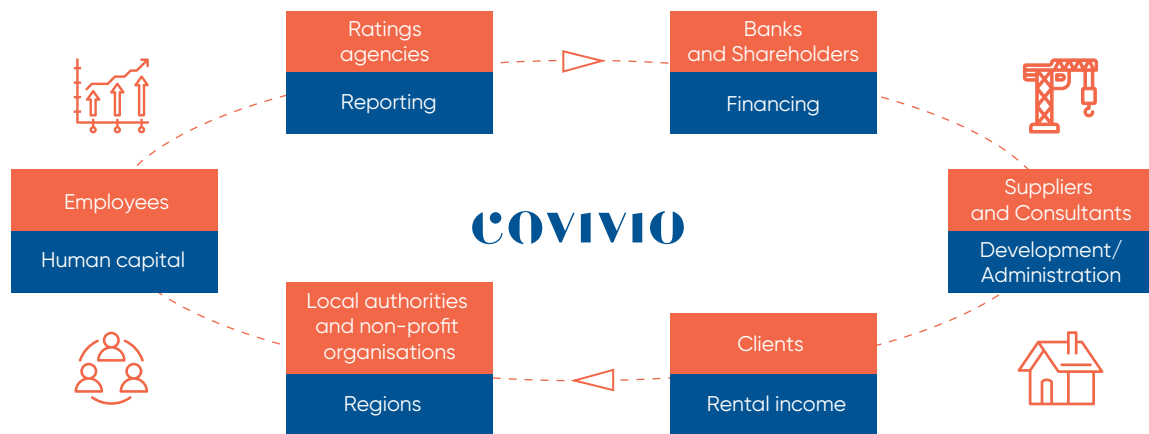 Ratings
agencies
Reporting
Banks
and Shareholders
Financing
Employees
Human capital
COVIVIO
Suppliers
and Consultants
Development/
Administration
Local authorities
and non-profit
organisations
Regions
Clients
Rental income